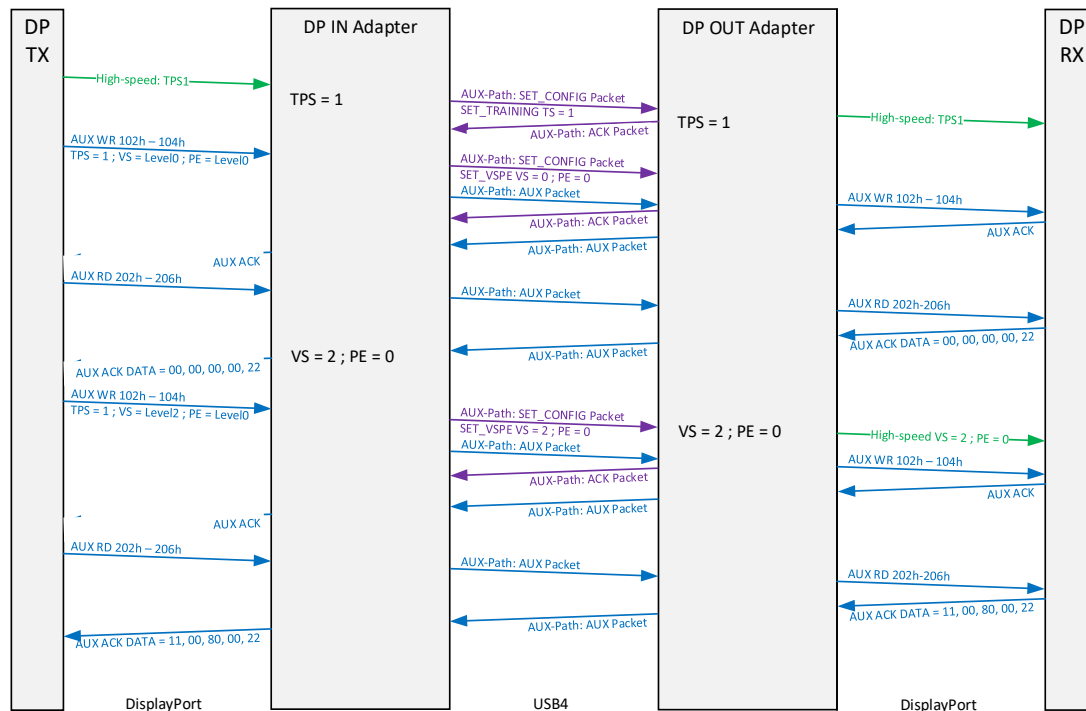 DP
TX
DP IN Adapter
DP OUT Adapter
DP
RX
High-speed: TPS1
TPS = 1
AUX-Path: SET_CONFIG Packet
SET_TRAINING TS = 1
AUX-Path: ACK Packet
TPS = 1
High-speed: TPS1
AUX WR 102h – 104h
TPS = 1 ; VS = Level0 ; PE = Level0
AUX-Path: SET_CONFIG Packet
SET_VSPE VS = 0 ; PE = 0
AUX-Path: AUX Packet
AUX WR 102h – 104h
AUX-Path: ACK Packet
AUX ACK
AUX-Path: AUX Packet
AUX ACK
AUX RD 202h – 206h
AUX-Path: AUX Packet
AUX RD 202h-206h
AUX ACK DATA = 00, 00, 00, 00, 22
AUX-Path: AUX Packet
VS = 2 ; PE = 0
AUX ACK DATA = 00, 00, 00, 00, 22
AUX WR 102h – 104h
TPS = 1 ; VS = Level2 ; PE = Level0
AUX-Path: SET_CONFIG Packet
SET_VSPE VS = 2 ; PE = 0
VS = 2 ; PE = 0
High-speed VS = 2 ; PE = 0
AUX-Path: AUX Packet
AUX WR 102h – 104h
AUX-Path: ACK Packet
AUX ACK
AUX-Path: AUX Packet
AUX ACK
AUX RD 202h – 206h
AUX-Path: AUX Packet
AUX RD 202h-206h
AUX ACK DATA = 11, 00, 80, 00, 22
AUX-Path: AUX Packet
AUX ACK DATA = 11, 00, 80, 00, 22
DisplayPort
USB4
DisplayPort